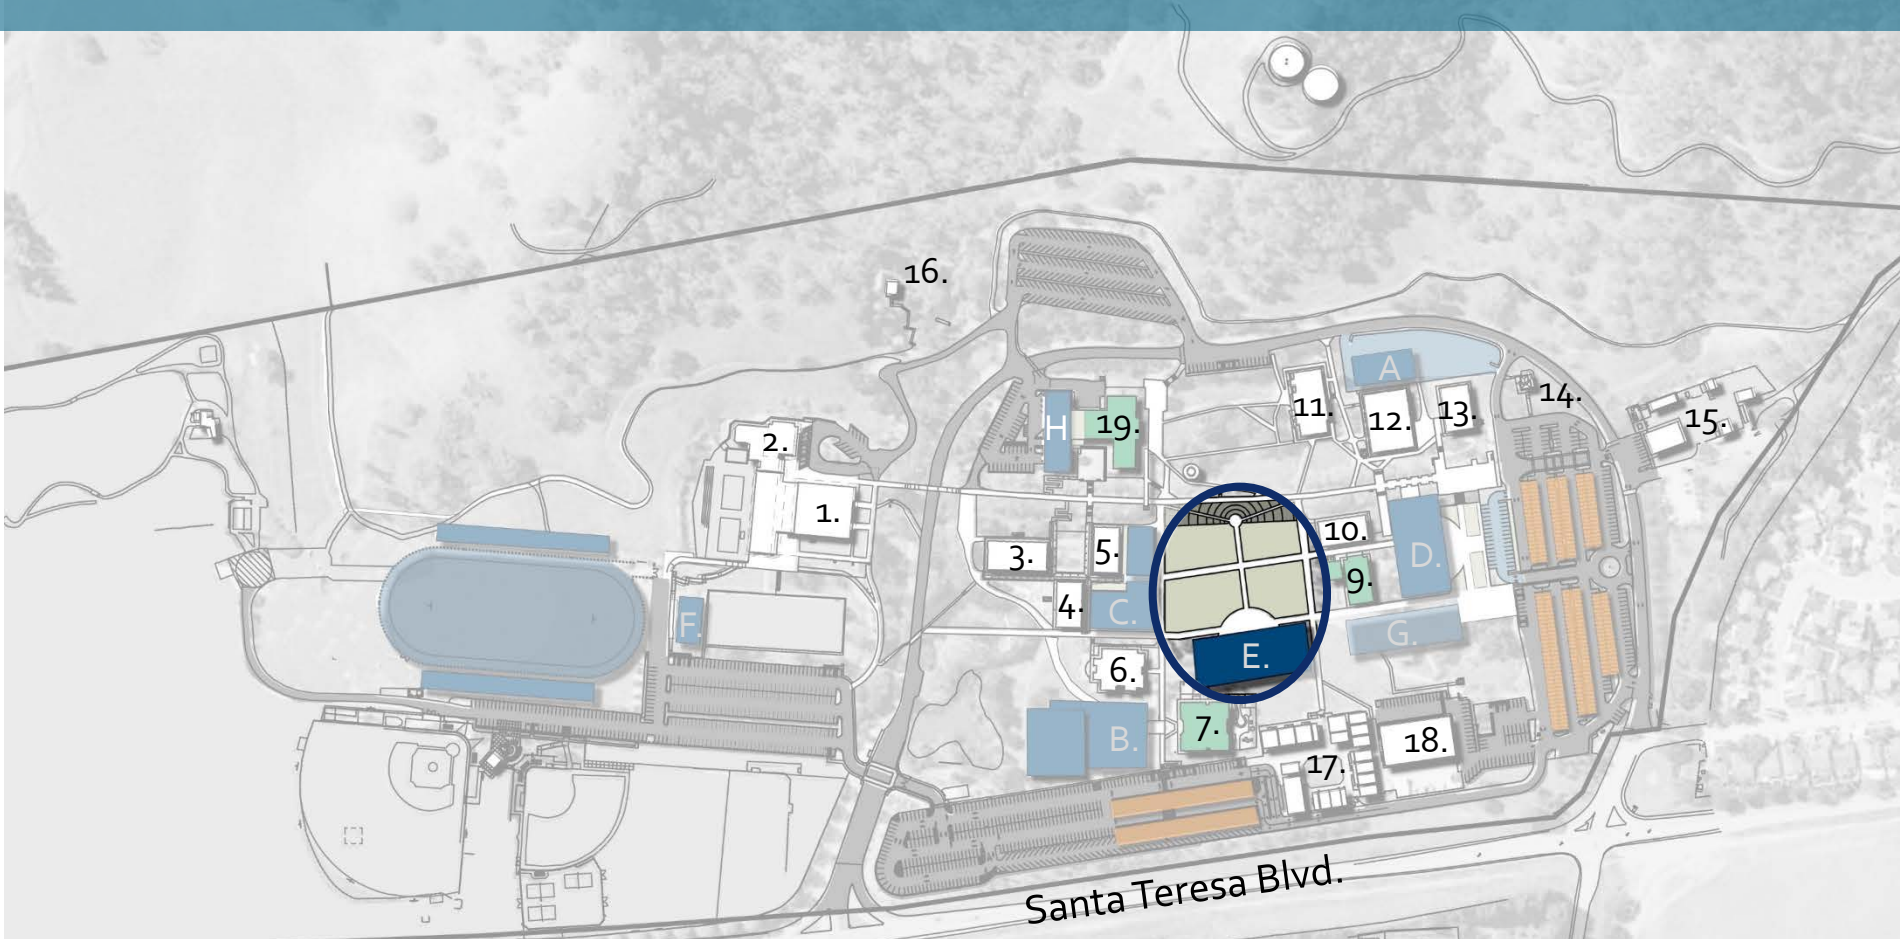 16.
A
14.
11.
12.
13.
15.
H
19.
2.
1.
10.
5.
3.
D.
9.
4.
C.
F.
G.
E.
6.
7.
B.
18.
17.
Santa Teresa Blvd.